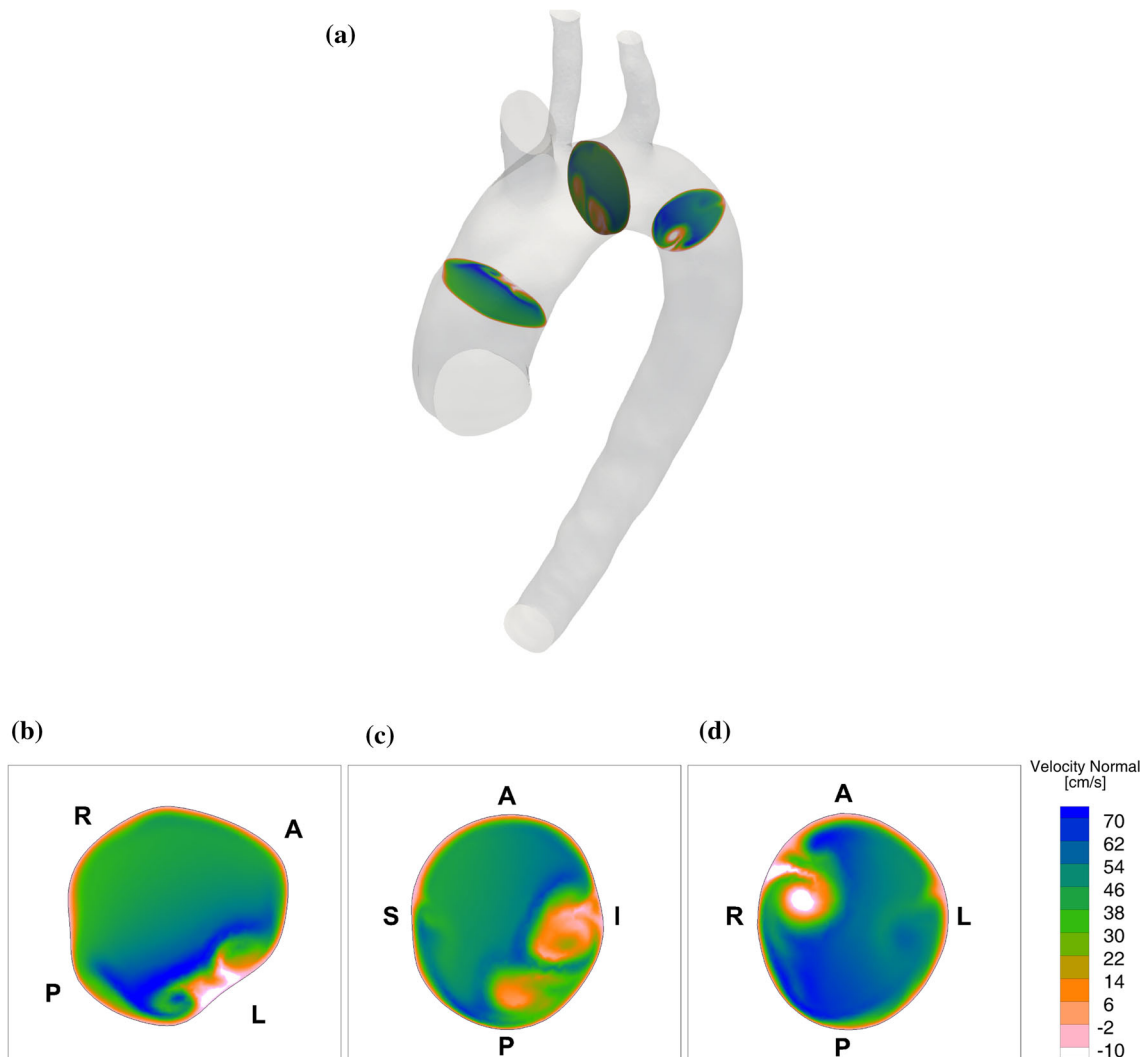 (a)
(b)
(c)
(d)
R
A
P
L
A
S
I
P
A
R
L
P
Velocity Normal
[cm/s]
70
62
54
46
38
30
22
14
6
-2
-10